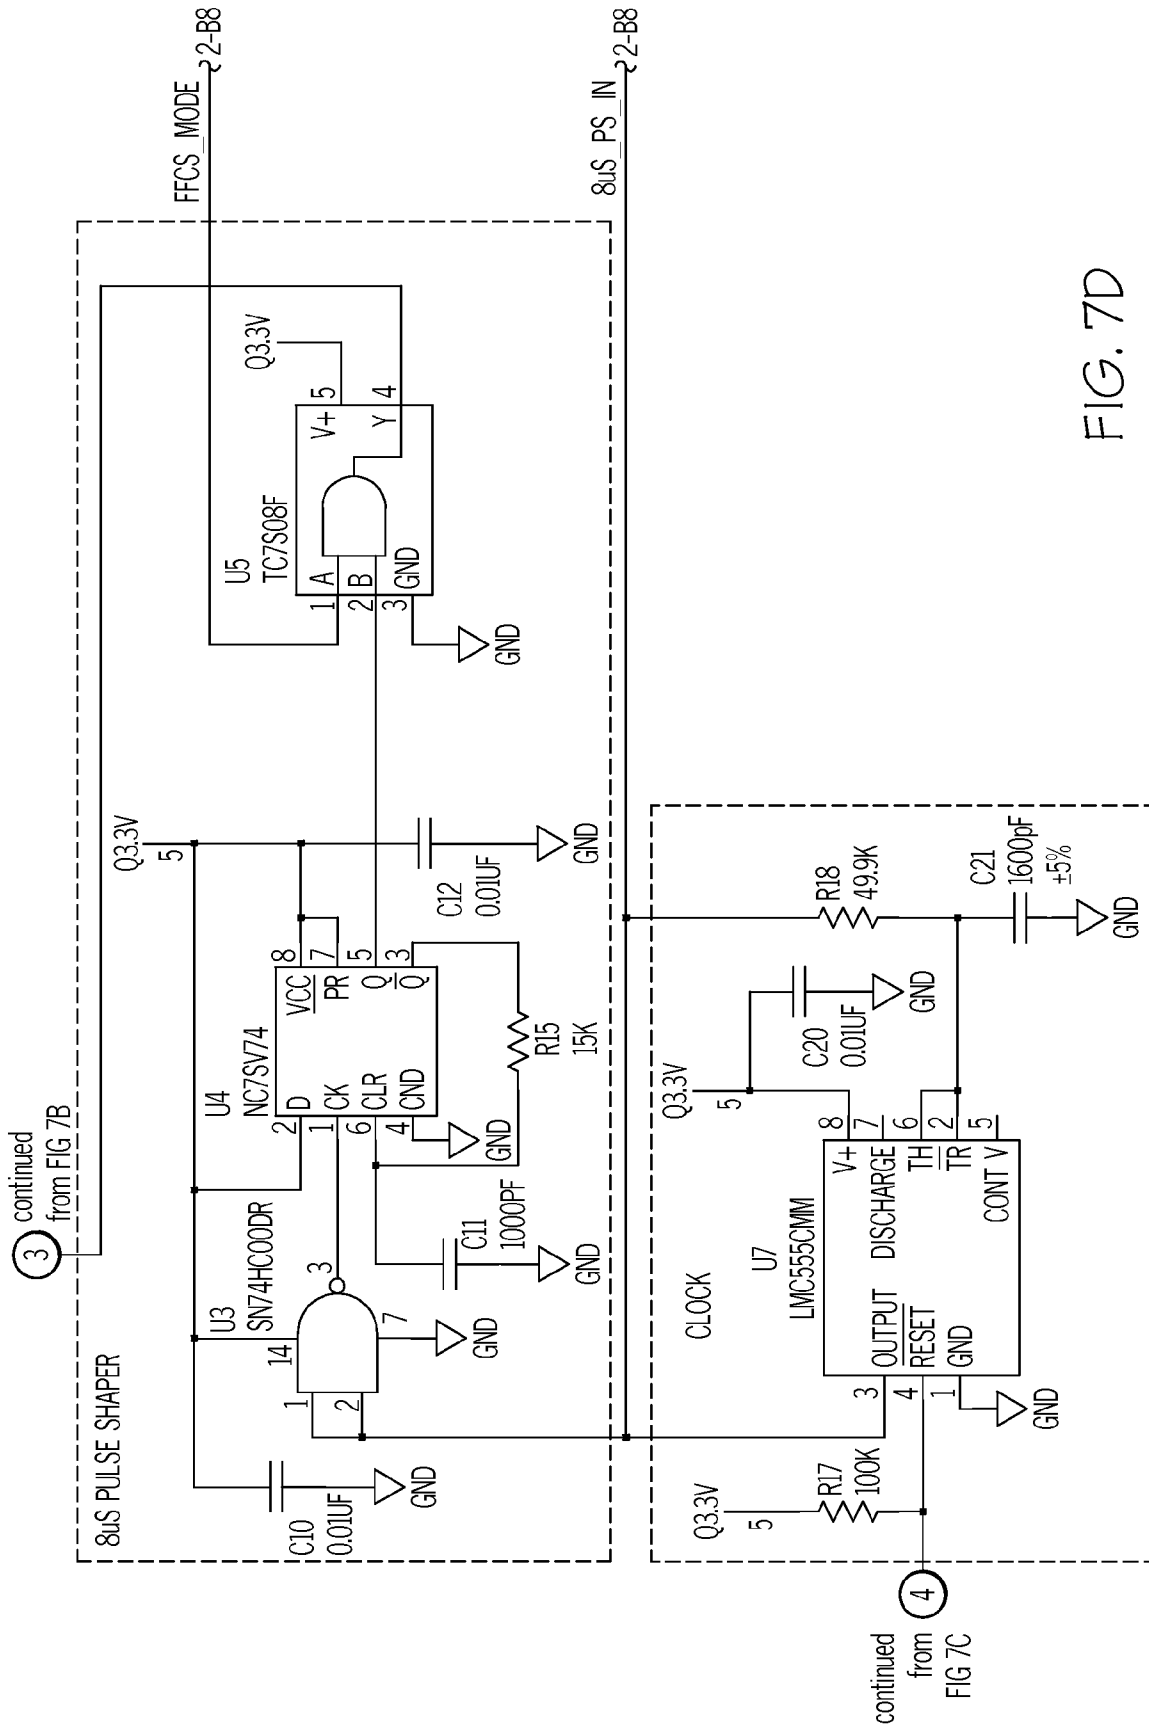 3
continued
from FIG 7B
8uS PULSE SHAPER
C10
0.01UF
GND
U3
SN74HC00DR
14
1
2
3
7
GND
C11
1000PF
GND
U4
NC7SV74
2
D
1
CK
6
CLR
4
CND
GND
VCC
8
PR
7
Q
5
Q
3
R15
15K
Q3.3V
5
C12
0.01UF
GND
U5
TC7S08F
1
A
2
B
3
GND
GND
V+
5
Y
4
Q3.3V
FFCS_MODE
2-B8
8uS_PS_IN
2-B8
CLOCK
continued
from
FIG 7C
4
Q3.3V
5
R17
100K
U7
LMC555CMM
3
OUTPUT
4
RESET
1
GND
GND
V+
8
DISCHARGE
7
TH
6
TR
2
CONT V
5
Q3.3V
5
C20
0.01UF
GND
R18
49.9K
C21
1600pF
±5%
GND
FIG. 7D